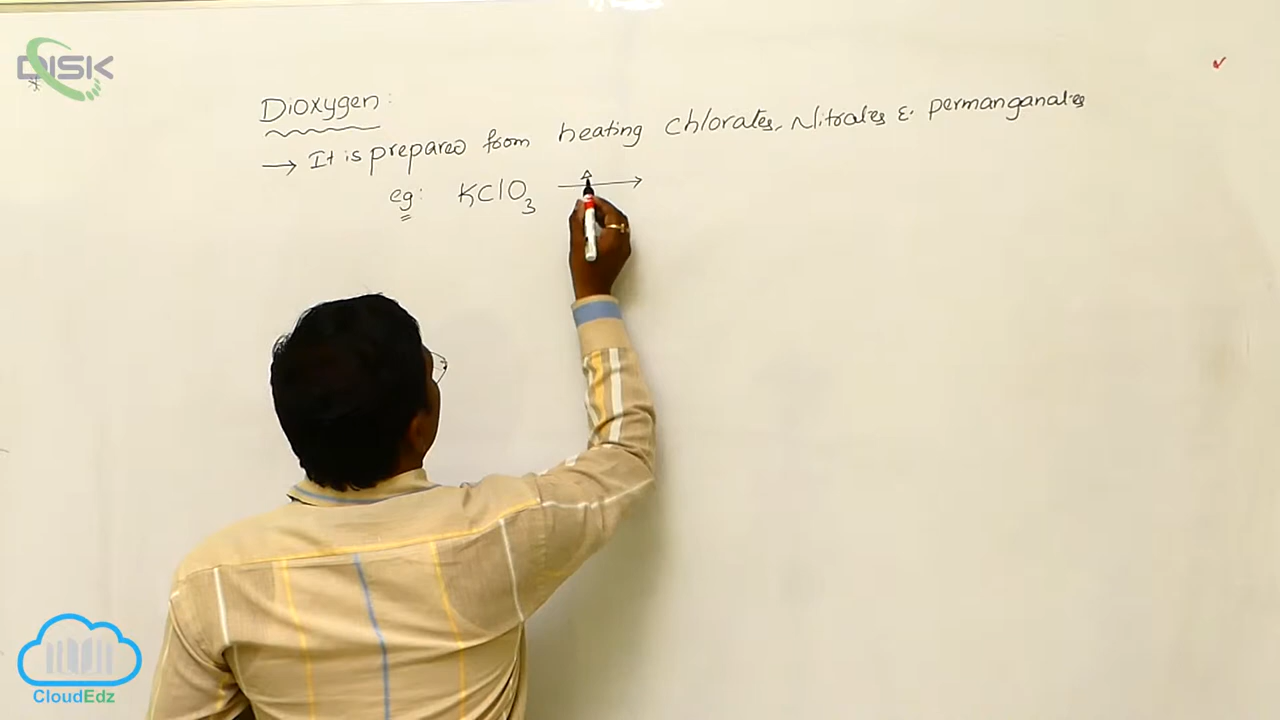 DISK
Dioxygen:
→ It is prepared from heating chlorates, Nitrates & permanganates
eg: KClO₃ △→
CloudEdz